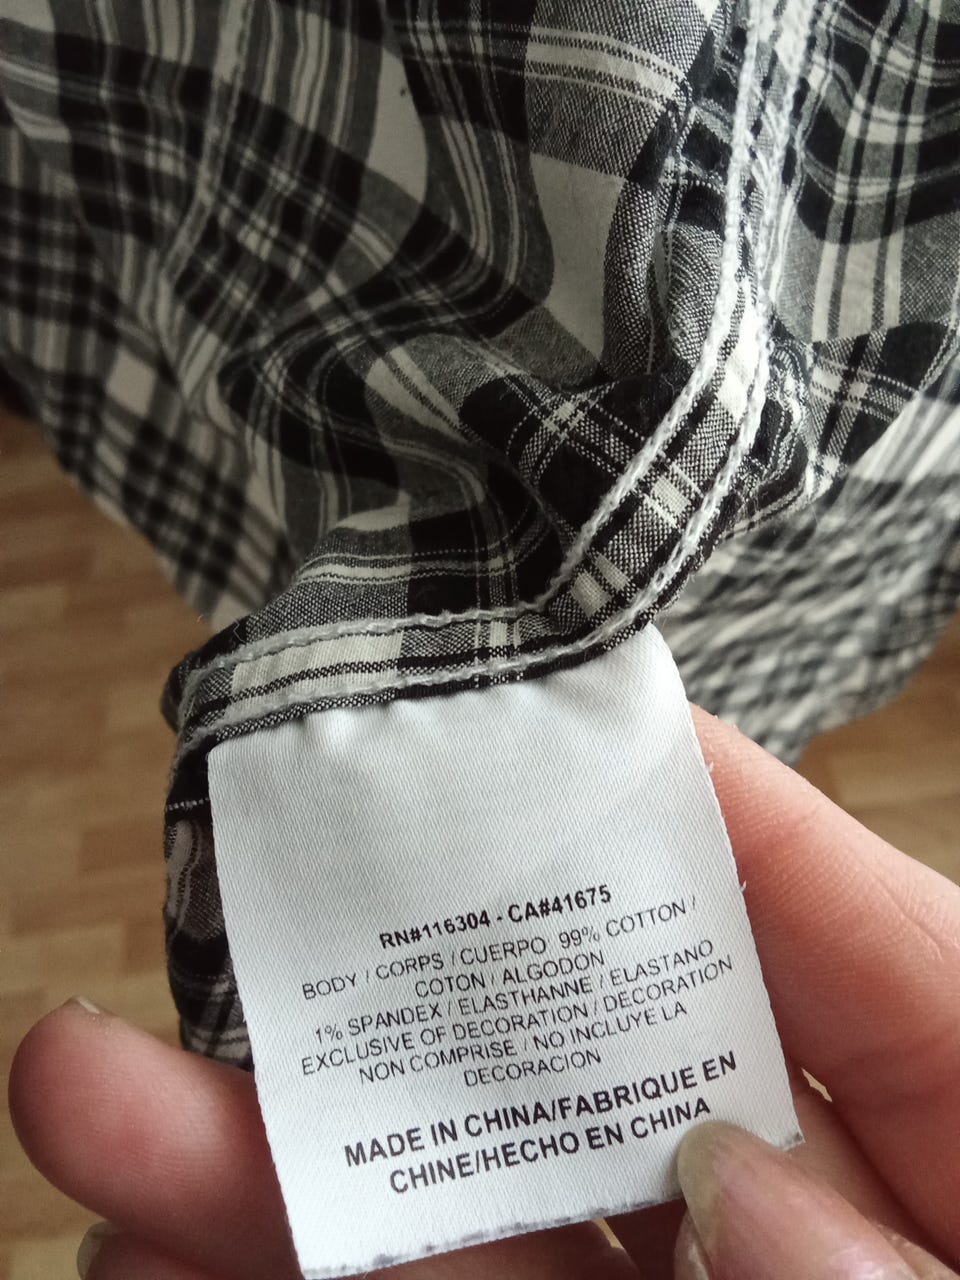 RN#116304 - CA#41675
BODY / CORPS / CUERPO 99% COTTON /
COTON / ALGODON
1% SPANDEX / ELASTHANNE / ELASTANO
EXCLUSIVE OF DECORATION / DECORATION
NON COMPRISE / NO INCLUYE LA
DECORACION
MADE IN CHINA/FABRIQUE EN
CHINE/HECHO EN CHINA